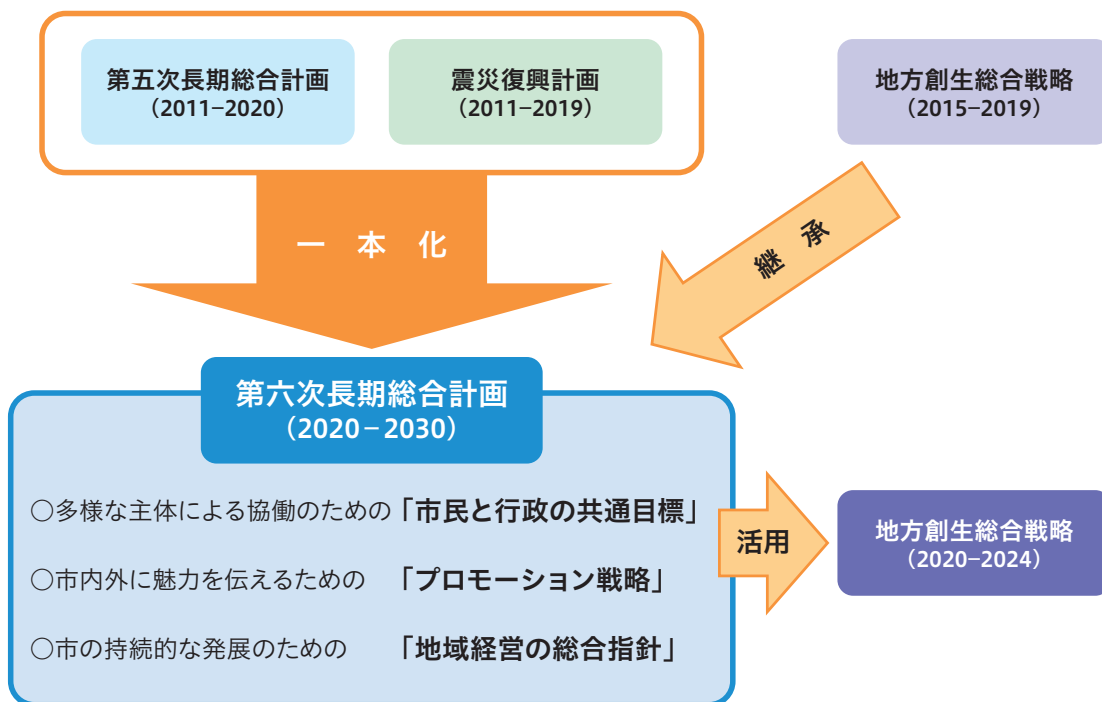 第五次長期総合計画
（2011−2020）
震災復興計画
（2011−2019）
地方創生総合戦略
（2015−2019）
一本化
継承
第六次長期総合計画
（2020−2030）
○多様な主体による協働のための「市民と行政の共通目標」
○市内外に魅力を伝えるための 「プロモーション戦略」
○市の持続的な発展のための 「地域経営の総合指針」
活用
地方創生総合戦略
（2020−2024）